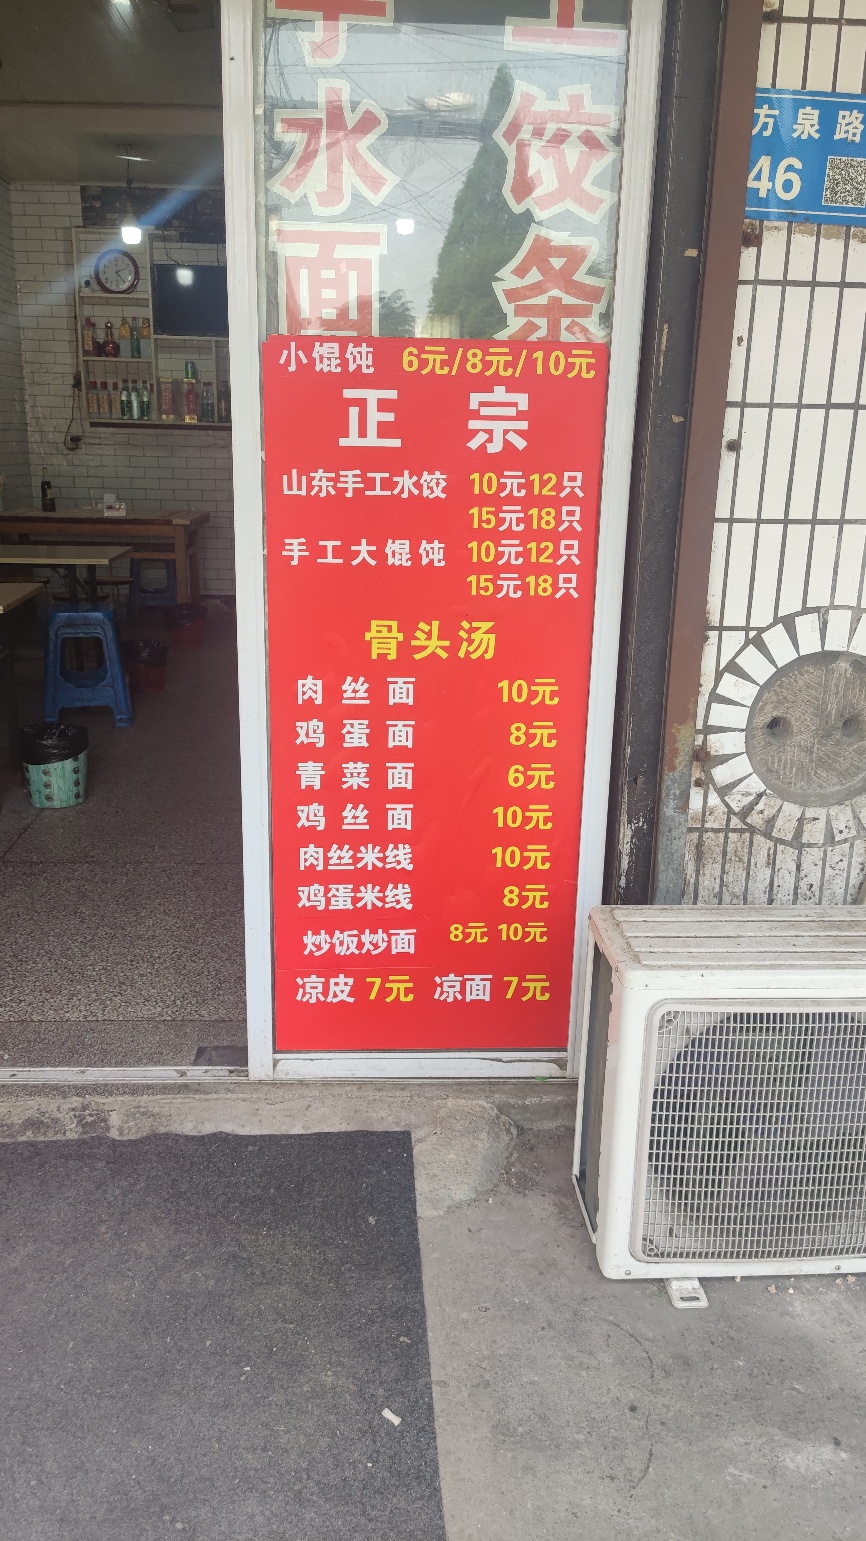 手工
水饺
面条
小馄饨 6元/8元/10元
正宗
山东手工水饺 10元12只
15元18只
手工大馄饨 10元12只
15元18只
骨头汤
肉丝面 10元
鸡蛋面 8元
青菜面 6元
鸡丝面 10元
肉丝米线 10元
鸡蛋米线 8元
炒饭炒面 8元 10元
凉皮 7元 凉面 7元
方泉路
46